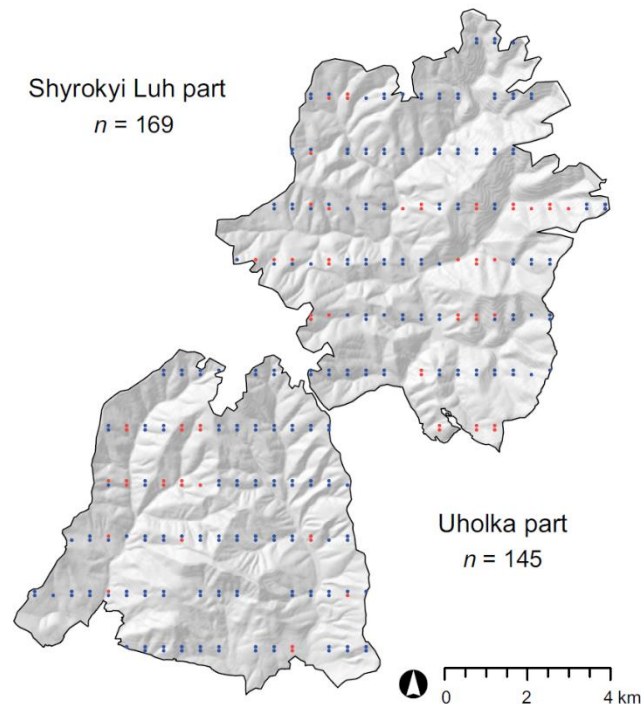 Shyrokyi Luh part
n = 169
Uholka part
n = 145
0 2 4 km